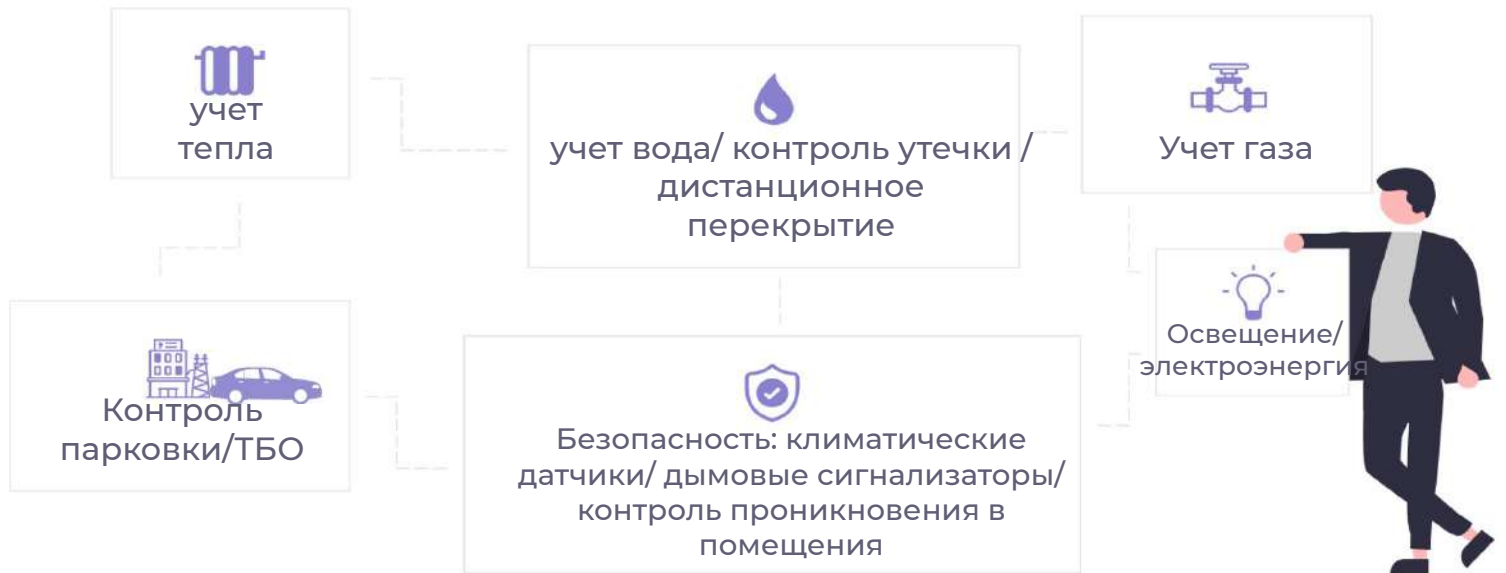 учет
тепла
учет вода/ контроль утечки /
дистанционное
перекрытие
Учет газа
Освещение/
электроэнергия
Контроль
парковки/ТБО
Безопасность: климатические
датчики/ дымовые сигнализаторы/
контроль проникновения в
помещения